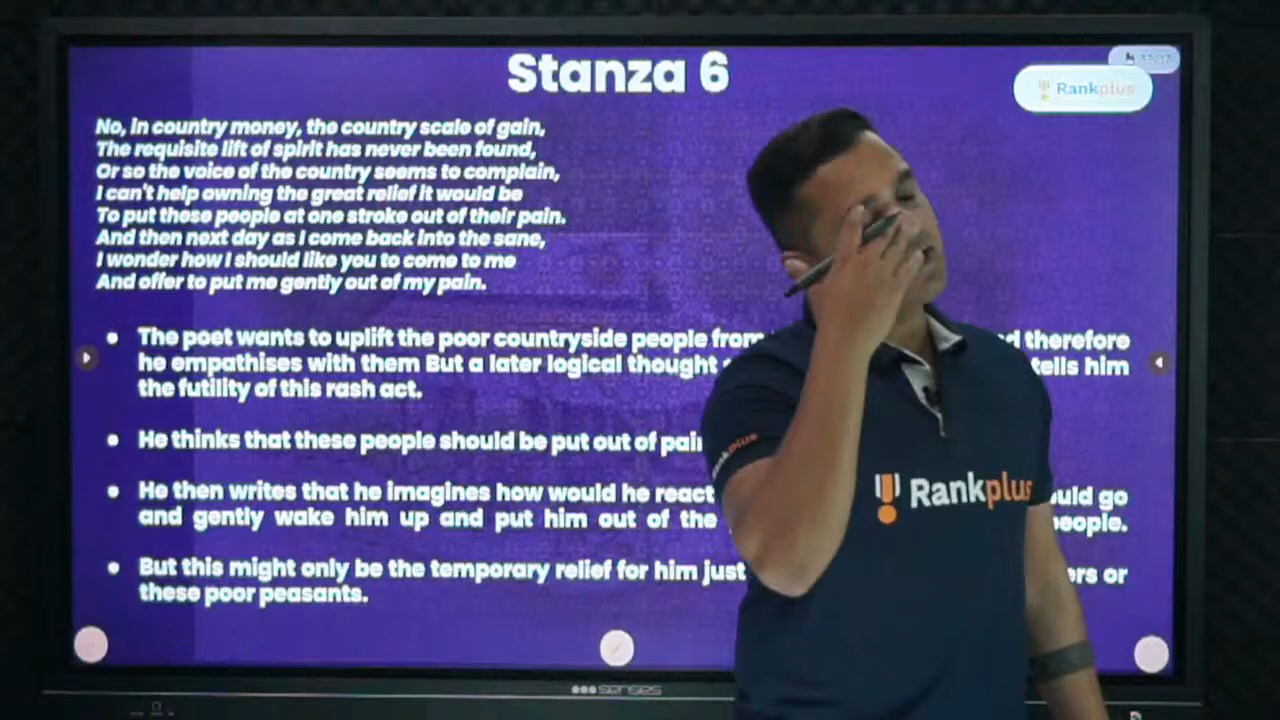 Stanza 6
Rankplus
No, in country money, the country scale of gain,
The requisite lift of spirit has never been found,
Or so the voice of the country seems to complain,
I can't help owning the great relief it would be
To put these people at one stroke out of their pain.
And then next day as I come back into the sane,
I wonder how I should like you to come to me
And offer to put me gently out of my pain.
The poet wants to uplift the poor countryside people from therefore
he empathises with them But a later logical thought tells him
the futility of this rash act.
He thinks that these people should be put out of
He then writes that he imagines how would he react go
and gently wake him up and put him out of the people.
But this might only be the temporary relief for him just or
these poor peasants.
Rankplus
Rankplus
senses